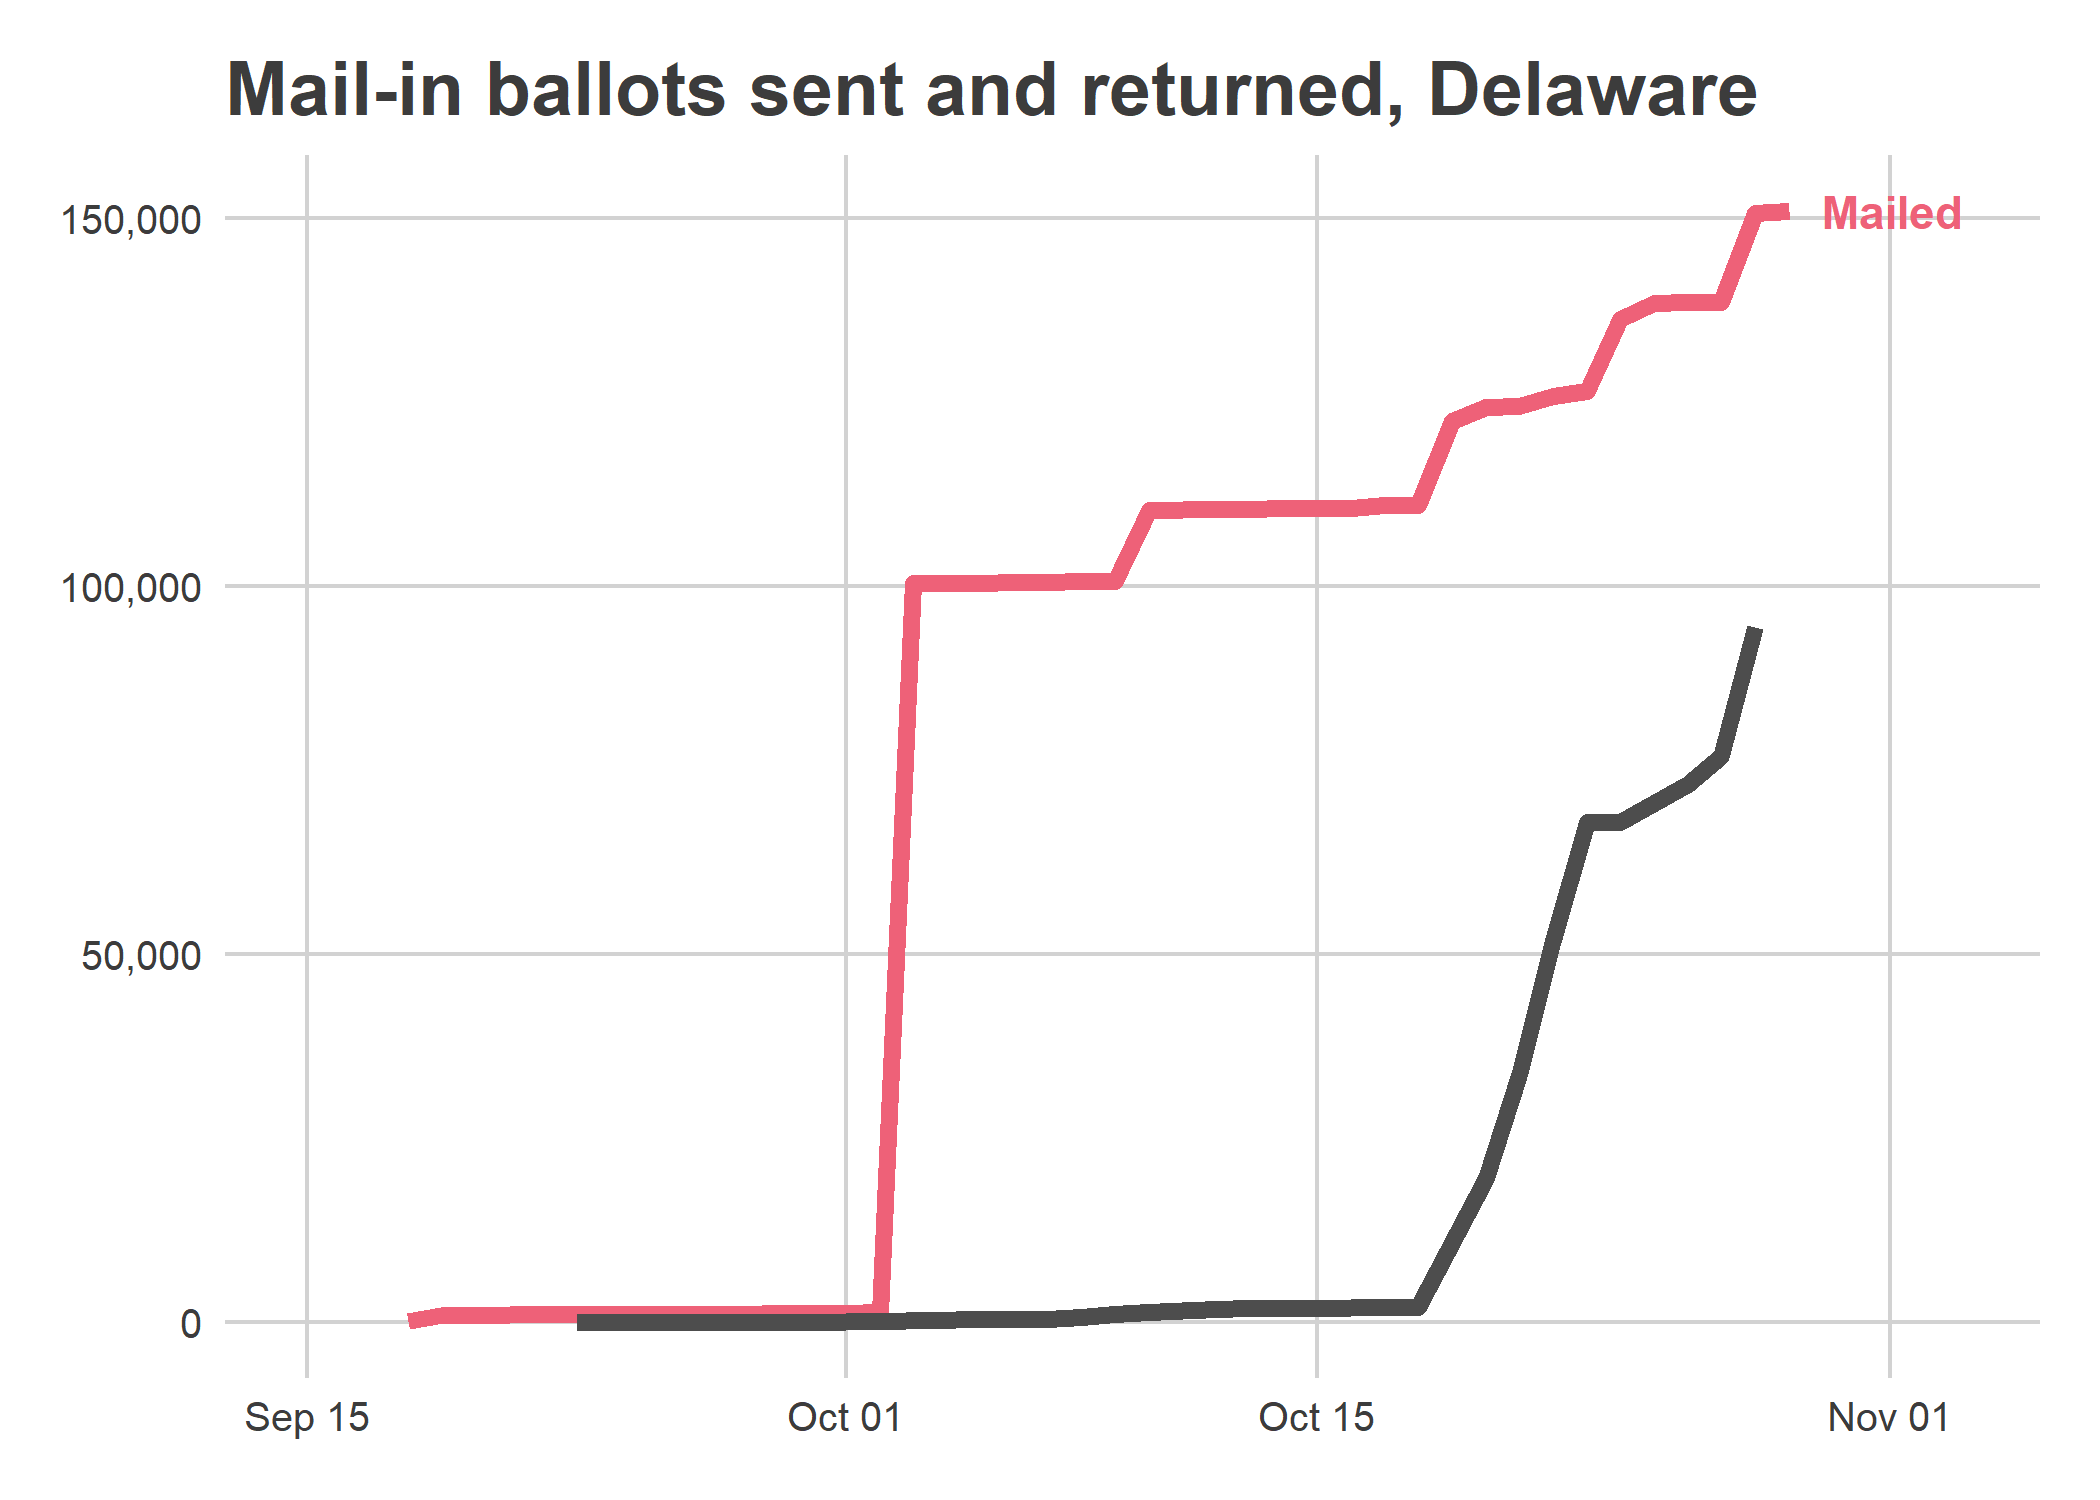 Mail-in ballots sent and returned, Delaware
150,000
Mailed
100,000
50,000
0
Sep 15
Oct 01
Oct 15
Nov 01